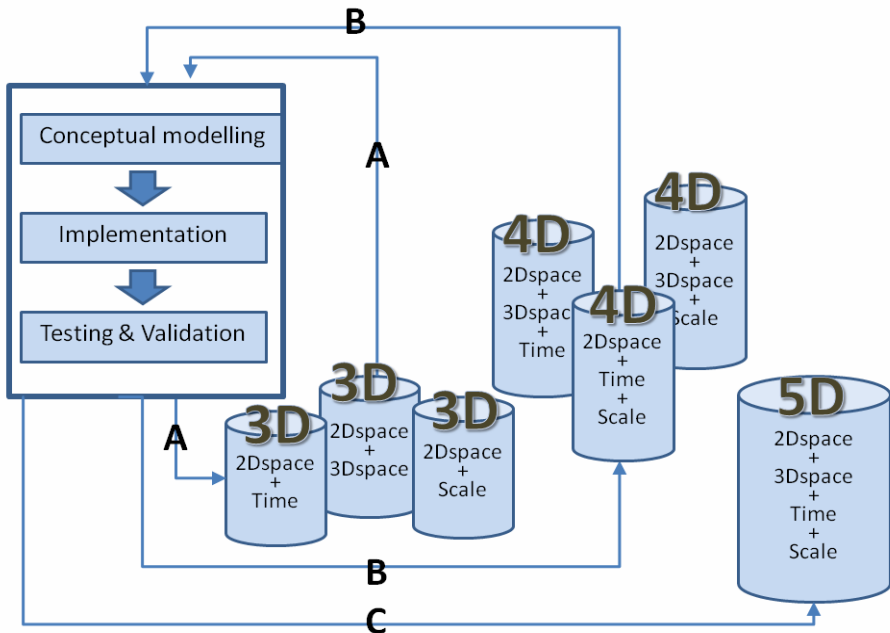 B
A
Conceptual modelling
Implementation
Testing & Validation
A
3D
2Dspace
+
Time
3D
2Dspace
+
3Dspace
3D
2Dspace
+
Scale
4D
2Dspace
+
3Dspace
+
Time
4D
2Dspace
+
Time
+
Scale
4D
2Dspace
+
3Dspace
+
Scale
5D
2Dspace
+
3Dspace
+
Time
+
Scale
B
C